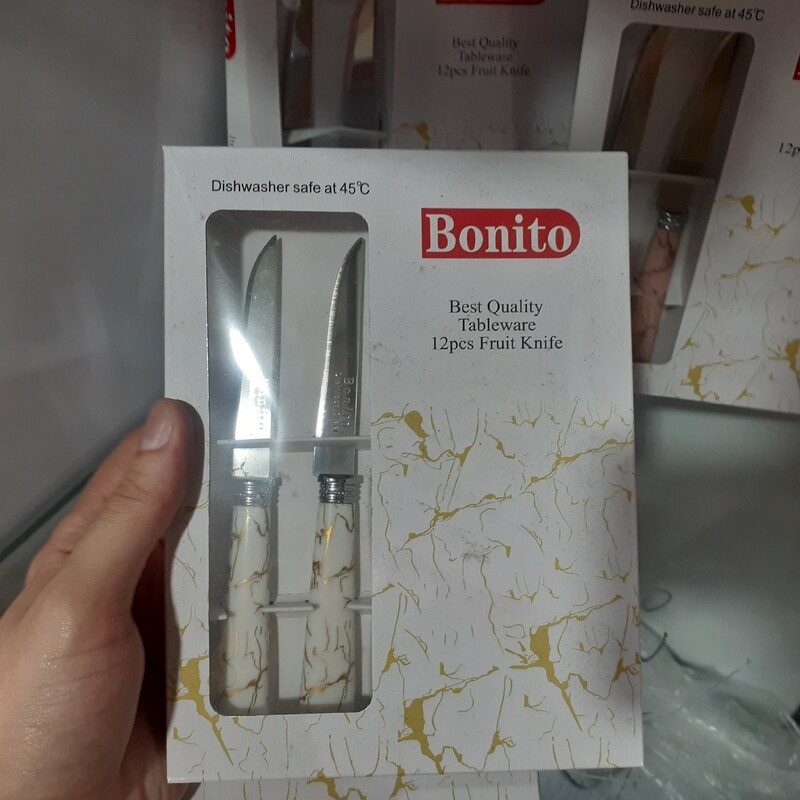 Dishwasher safe at 45°C
Best Quality
Tableware
12pcs Fruit Knife
Dishwasher safe at 45℃
Bonito
Best Quality
Tableware
12pcs Fruit Knife
Bonito